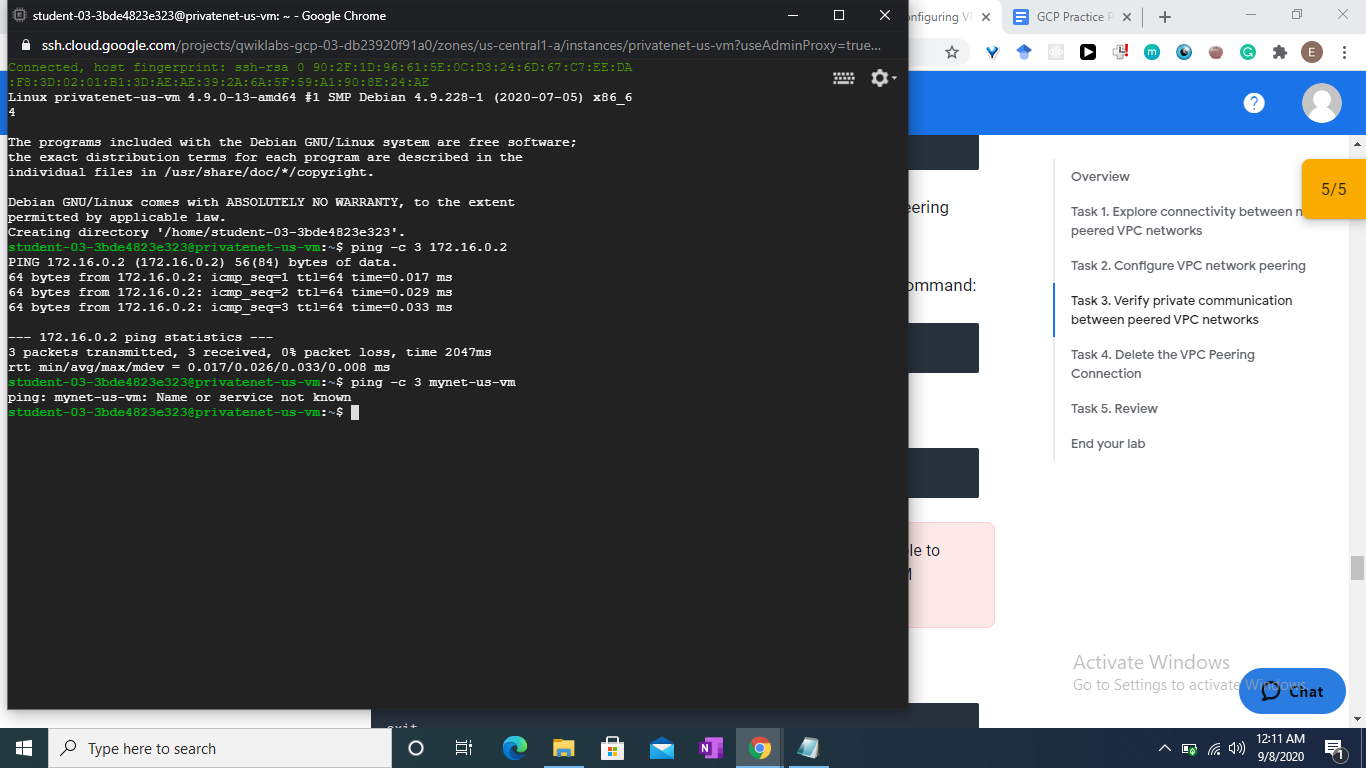 student-03-3bde4823e323@privatenet-us-vm: ~ - Google Chrome
ssh.cloud.google.com/projects/qwiklabs-gcp-03-db23920f91a0/zones/us-central1-a/instances/privatenet-us-vm?useAdminProxy=true...
Connected, host fingerprint: ssh-rsa 0 90:2F:1D:96:61:5E:0C:D3:24:6D:67:C7:EE:DA
:F8:3D:02:01:B1:3D:AE:AE:39:2A:6A:5F:59:A1:90:8E:24:AE
Linux privatenet-us-vm 4.9.0-13-amd64 #1 SMP Debian 4.9.228-1 (2020-07-05) x86_6
4
The programs included with the Debian GNU/Linux system are free software;
the exact distribution terms for each program are described in the
individual files in /usr/share/doc/*/copyright.
Debian GNU/Linux comes with ABSOLUTELY NO WARRANTY, to the extent
permitted by applicable law.
Creating directory '/home/student-03-3bde4823e323'.
student-03-3bde4823e323@privatenet-us-vm:~$ ping -c 3 172.16.0.2
PING 172.16.0.2 (172.16.0.2) 56(84) bytes of data.
64 bytes from 172.16.0.2: icmp_seq=1 ttl=64 time=0.017 ms
64 bytes from 172.16.0.2: icmp_seq=2 ttl=64 time=0.029 ms
64 bytes from 172.16.0.2: icmp_seq=3 ttl=64 time=0.033 ms
--- 172.16.0.2 ping statistics ---
3 packets transmitted, 3 received, 0% packet loss, time 2047ms
rtt min/avg/max/mdev = 0.017/0.026/0.033/0.008 ms
student-03-3bde4823e323@privatenet-us-vm:~$ ping -c 3 mynet-us-vm
ping: mynet-us-vm: Name or service not known
student-03-3bde4823e323@privatenet-us-vm:~$
nfiguring V
GCP Practice
E
eering
ommand:
le to
exit
5/5
Overview
Task 1. Explore connectivity between n
peered VPC networks
Task 2. Configure VPC network peering
Task 3. Verify private communication
between peered VPC networks
Task 4. Delete the VPC Peering
Connection
Task 5. Review
End your lab
Activate Windows
Go to Settings to activate Windows.
Chat
Type here to search
12:11 AM
9/8/2020
1